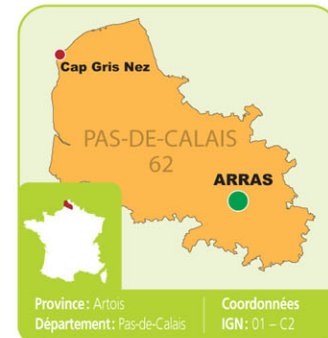 Cap Gris Nez
PAS-DE-CALAIS
62
ARRAS
Province: Artois
Département: Pas-de-Calais
Coordonnées
IGN: 01 – C2